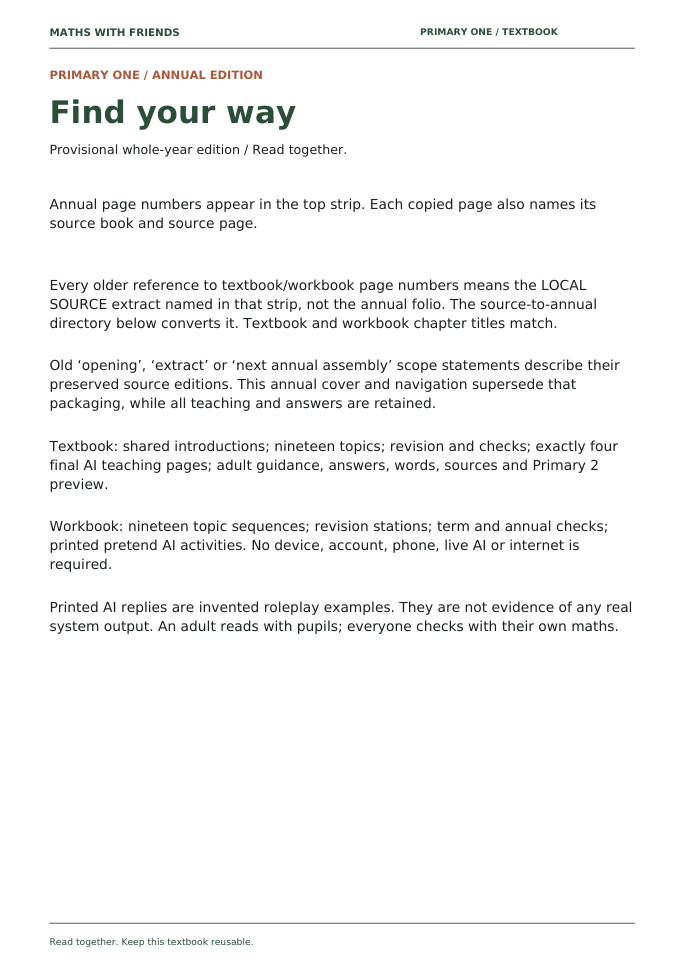 MATHS WITH FRIENDS
PRIMARY ONE / TEXTBOOK
PRIMARY ONE / ANNUAL EDITION
Find your way
Provisional whole-year edition / Read together.
Annual page numbers appear in the top strip. Each copied page also names its
source book and source page.
Every older reference to textbook/workbook page numbers means the LOCAL
SOURCE extract named in that strip, not the annual folio. The source-to-annual
directory below converts it. Textbook and workbook chapter titles match.
Old ‘opening’, ‘extract’ or ‘next annual assembly’ scope statements describe their
preserved source editions. This annual cover and navigation supersede that
packaging, while all teaching and answers are retained.
Textbook: shared introductions; nineteen topics; revision and checks; exactly four
final AI teaching pages; adult guidance, answers, words, sources and Primary 2
preview.
Workbook: nineteen topic sequences; revision stations; term and annual checks;
printed pretend AI activities. No device, account, phone, live AI or internet is
required.
Printed AI replies are invented roleplay examples. They are not evidence of any real
system output. An adult reads with pupils; everyone checks with their own maths.
Read together. Keep this textbook reusable.